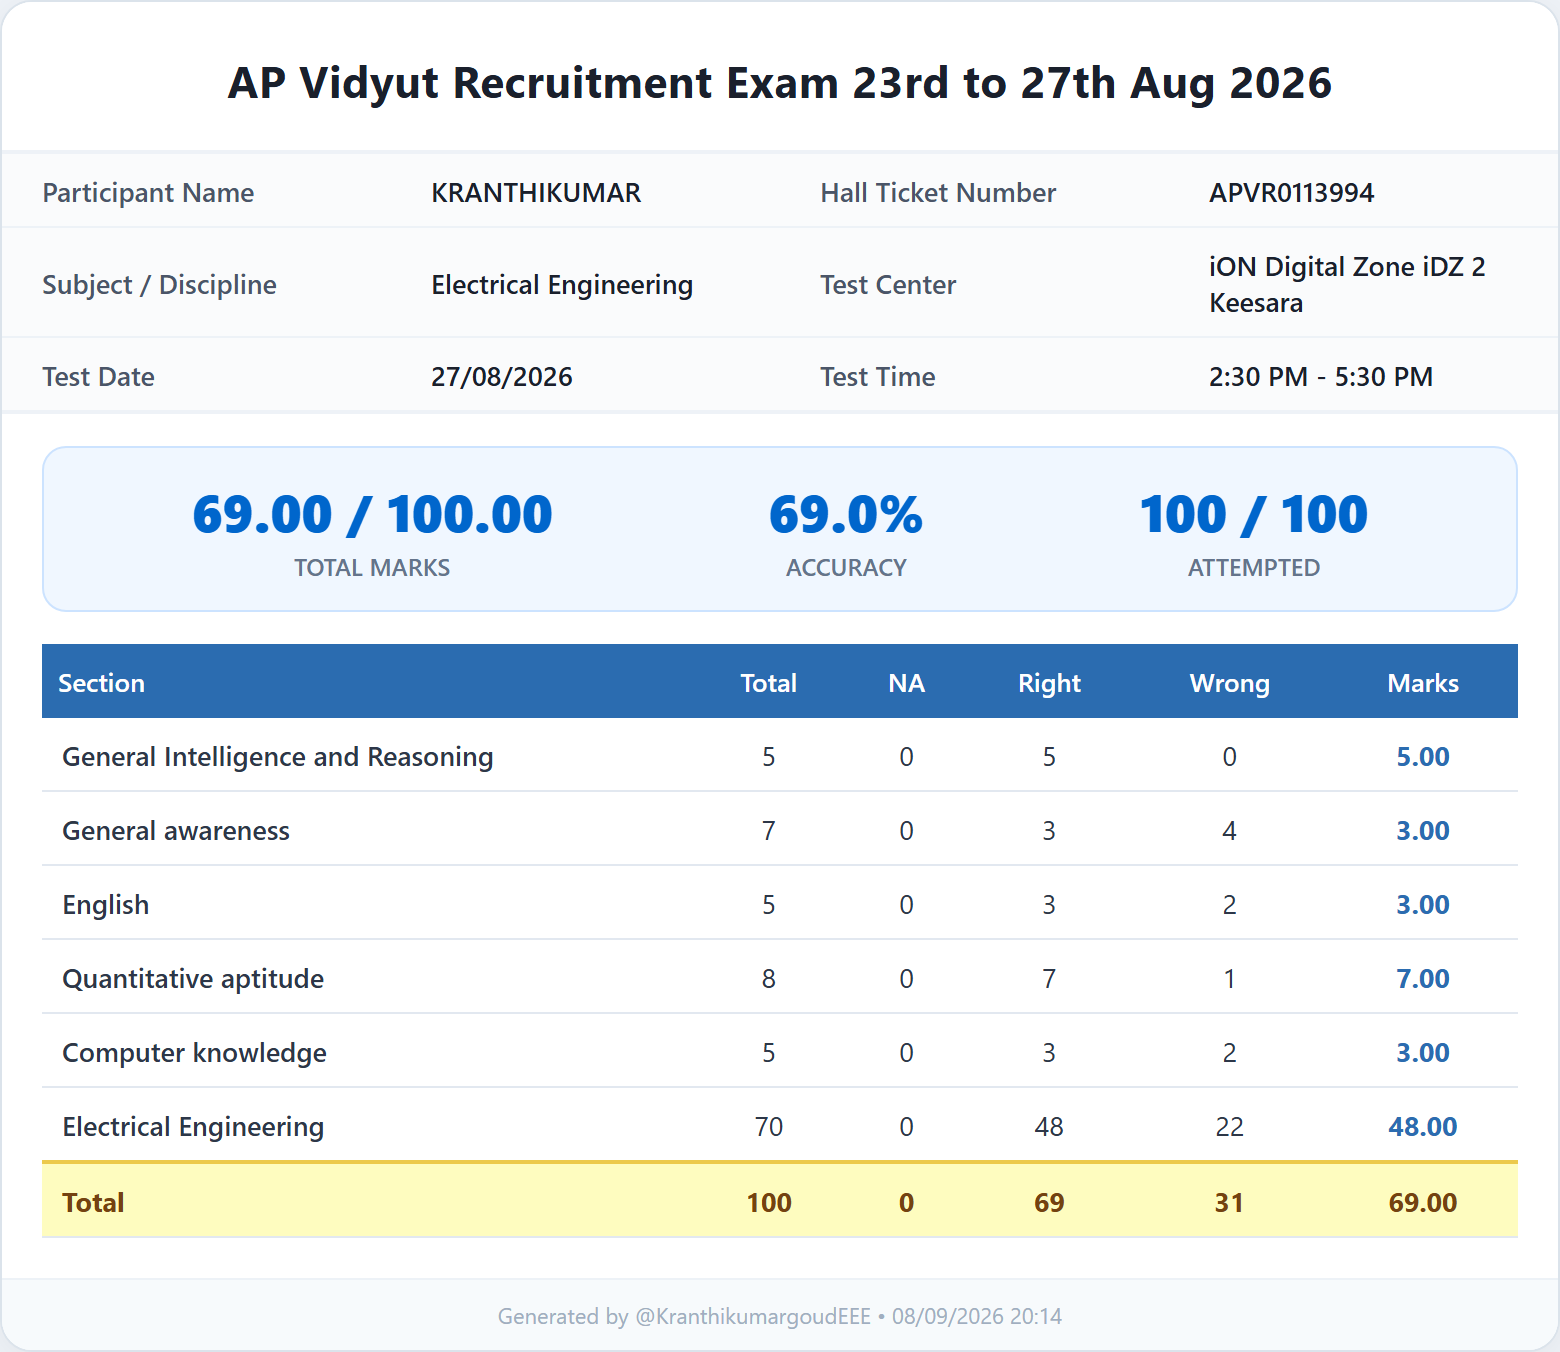 AP Vidyut Recruitment Exam 23rd to 27th Aug 2026
Participant Name KRANTHIKUMAR Hall Ticket Number APVR0113994
Subject / Discipline Electrical Engineering Test Center iON Digital Zone iDZ 2
Keesara
Test Date 27/08/2026 Test Time 2:30 PM - 5:30 PM
69.00 / 100.00 69.0% 100 / 100
TOTAL MARKS ACCURACY ATTEMPTED
Section Total NA Right Wrong Marks
General Intelligence and Reasoning 5 0 5 0 5.00
General awareness 7 0 3 4 3.00
English 5 0 3 2 3.00
Quantitative aptitude 8 0 7 1 7.00
Computer knowledge 5 0 3 2 3.00
Electrical Engineering 70 0 48 22 48.00
Total 100 0 69 31 69.00
Generated by @KranthikumargoudEEE • 08/09/2026 20:14